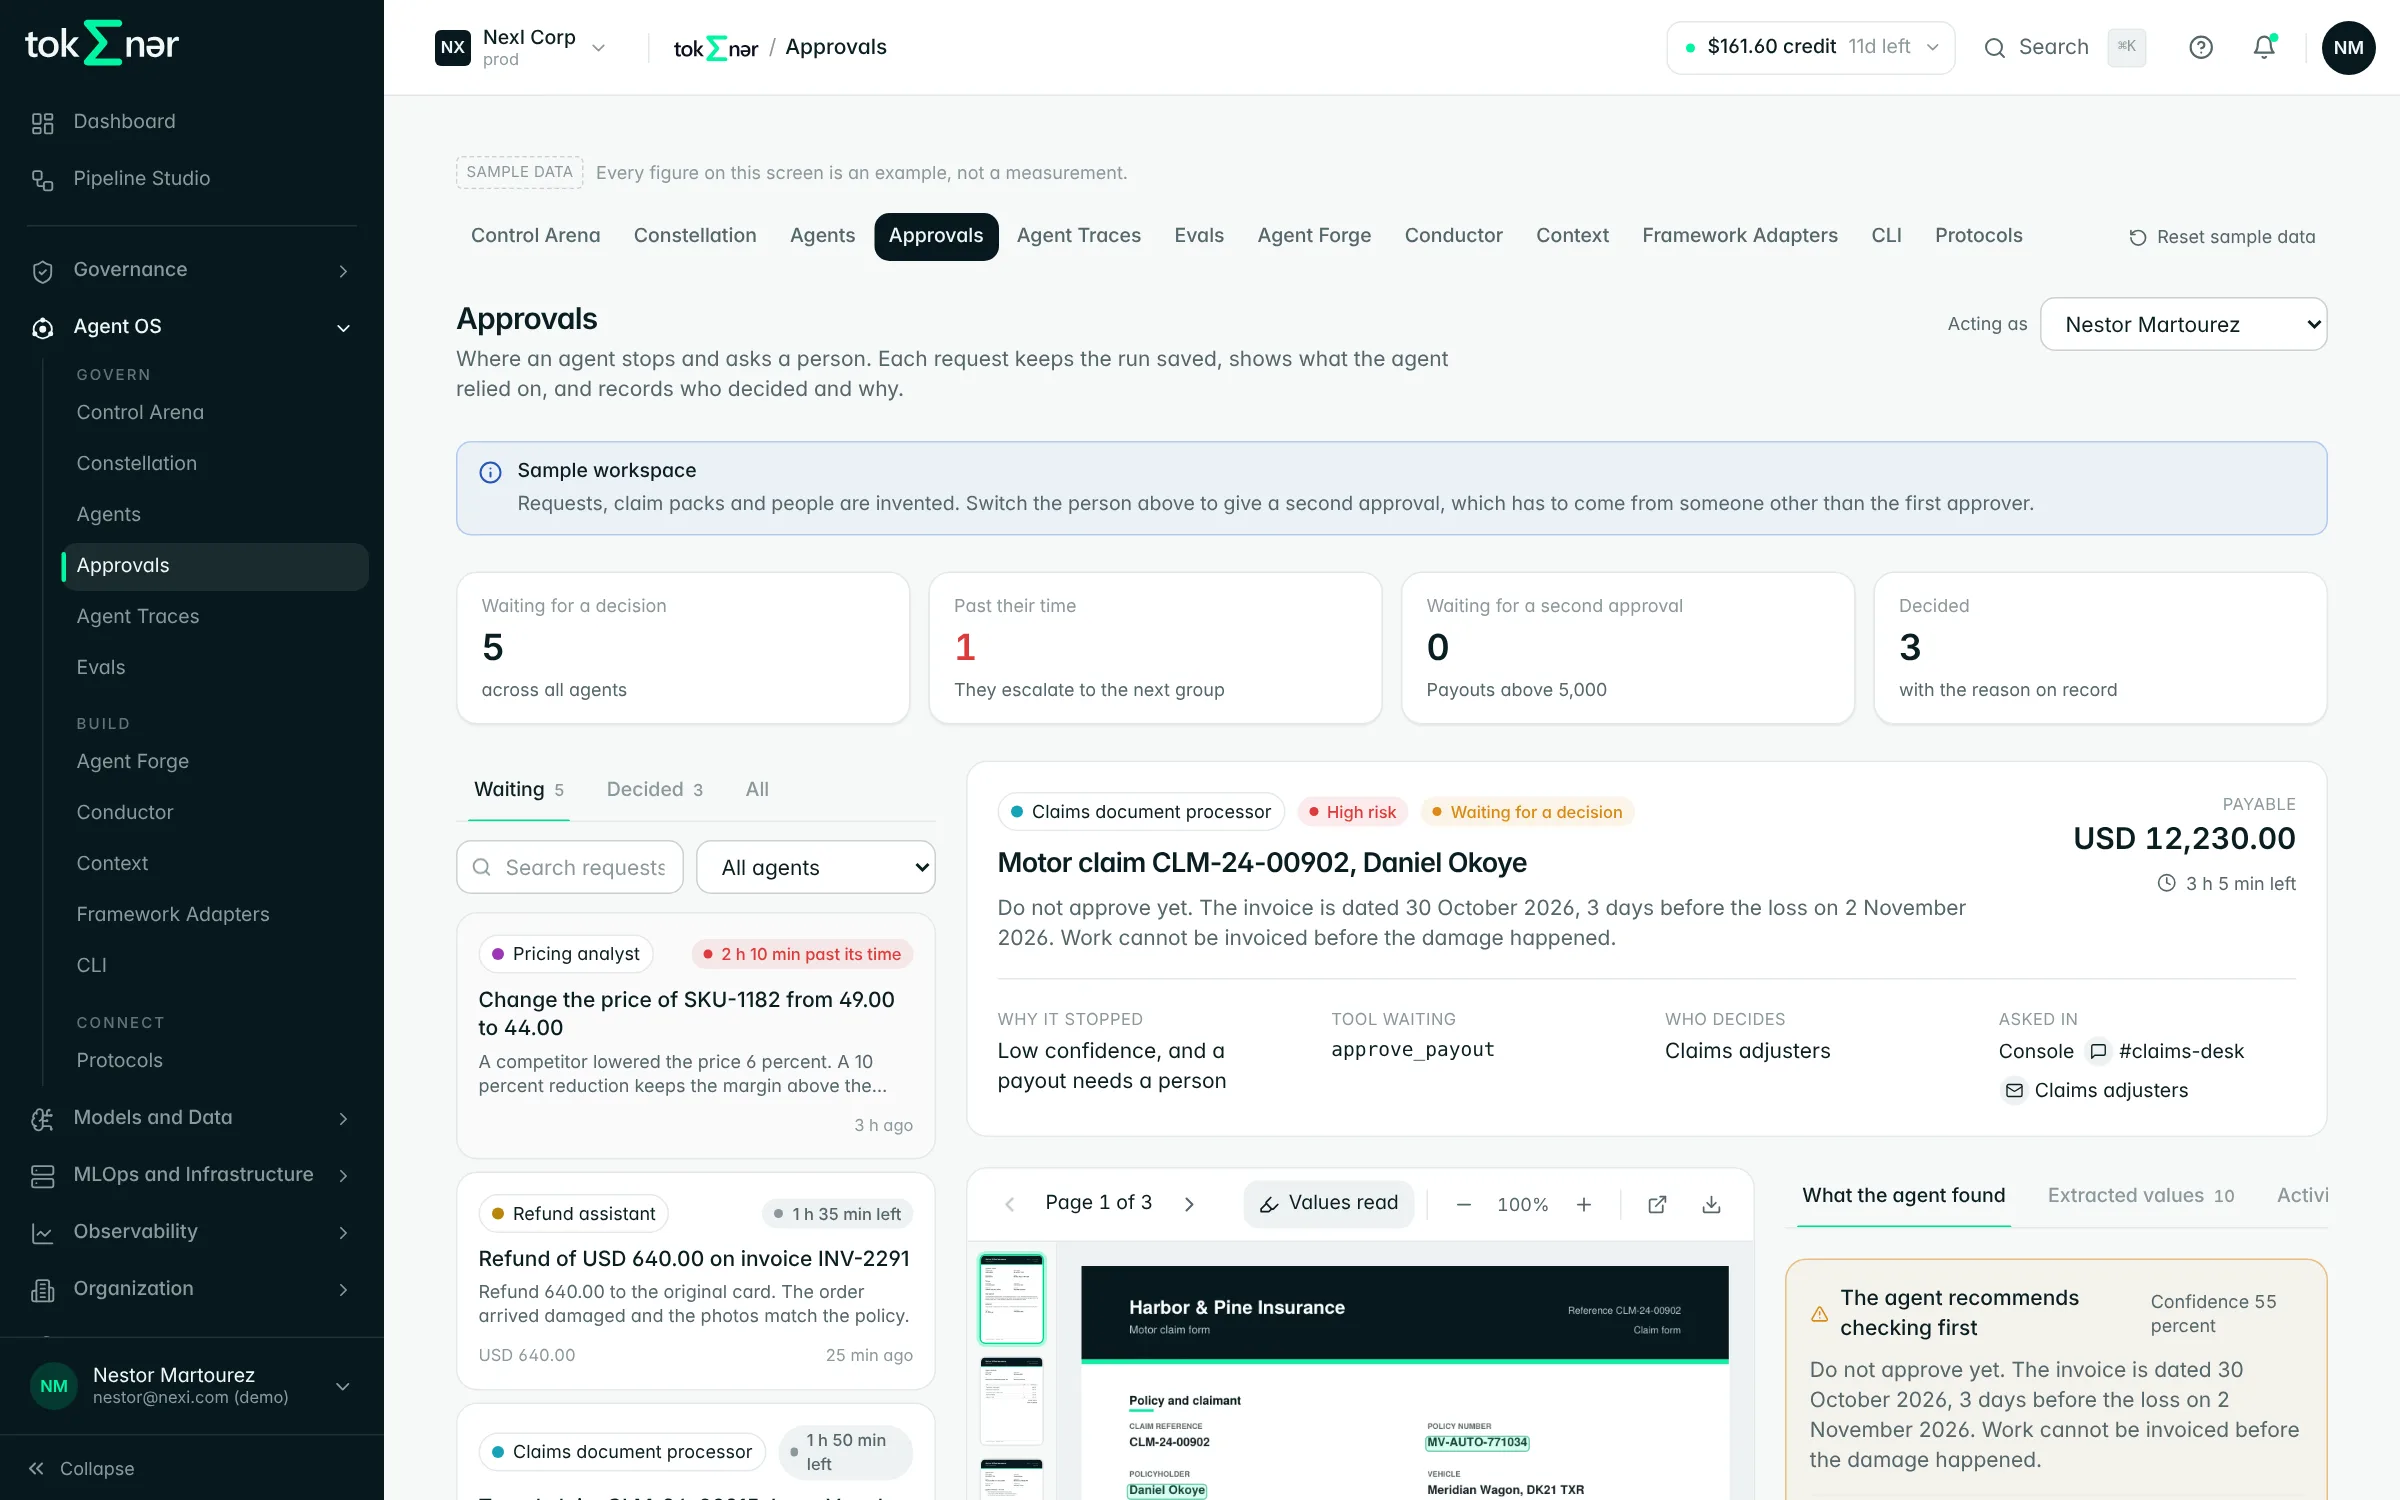 tokΣnər
Dashboard
Pipeline Studio
Governance
Agent OS
GOVERN
Control Arena
Constellation
Agents
Approvals
Agent Traces
Evals
BUILD
Agent Forge
Conductor
Context
Framework Adapters
CLI
CONNECT
Protocols
Models and Data
MLOps and Infrastructure
Observability
Organization
NM
Nestor Martourez
nestor@nexi.com (demo)
Collapse
NX
Nexl Corp
prod
tokΣnər / Approvals
$161.60 credit 11d left
Search ⌘K
NM
SAMPLE DATA Every figure on this screen is an example, not a measurement.
Control Arena Constellation Agents Approvals Agent Traces Evals Agent Forge Conductor Context Framework Adapters CLI Protocols
Reset sample data
Approvals
Where an agent stops and asks a person. Each request keeps the run saved, shows what the agent
relied on, and records who decided and why.
Acting as Nestor Martourez
Sample workspace
Requests, claim packs and people are invented. Switch the person above to give a second approval, which has to come from someone other than the first approver.
Waiting for a decision
5
across all agents
Past their time
1
They escalate to the next group
Waiting for a second approval
0
Payouts above 5,000
Decided
3
with the reason on record
Waiting 5 Decided 3 All
Search requests All agents
Pricing analyst 2 h 10 min past its time
Change the price of SKU-1182 from 49.00
to 44.00
A competitor lowered the price 6 percent. A 10
percent reduction keeps the margin above the...
3 h ago
Refund assistant 1 h 35 min left
Refund of USD 640.00 on invoice INV-2291
Refund 640.00 to the original card. The order
arrived damaged and the photos match the policy.
USD 640.00 25 min ago
Claims document processor 1 h 50 min
left
Claims document processor High risk Waiting for a decision
Motor claim CLM-24-00902, Daniel Okoye
Do not approve yet. The invoice is dated 30 October 2026, 3 days before the loss on 2 November
2026. Work cannot be invoiced before the damage happened.
PAYABLE
USD 12,230.00
3 h 5 min left
WHY IT STOPPED
Low confidence, and a
payout needs a person
TOOL WAITING
approve_payout
WHO DECIDES
Claims adjusters
ASKED IN
Console #claims-desk
Claims adjusters
Page 1 of 3 Values read 100%
Harbor & Pine Insurance
Motor claim form
Reference CLM-24-00902
Claim form
Policy and claimant
CLAIM REFERENCE
CLM-24-00902
POLICY NUMBER
MV-AUTO-771034
POLICYHOLDER
Daniel Okoye
VEHICLE
Meridian Wagon, DK21 TXR
What the agent found Extracted values 10 Activi
The agent recommends
checking first
Confidence 55
percent
Do not approve yet. The invoice is dated 30
October 2026, 3 days before the loss on 2
November 2026. Work cannot be invoiced before
the damage happened.